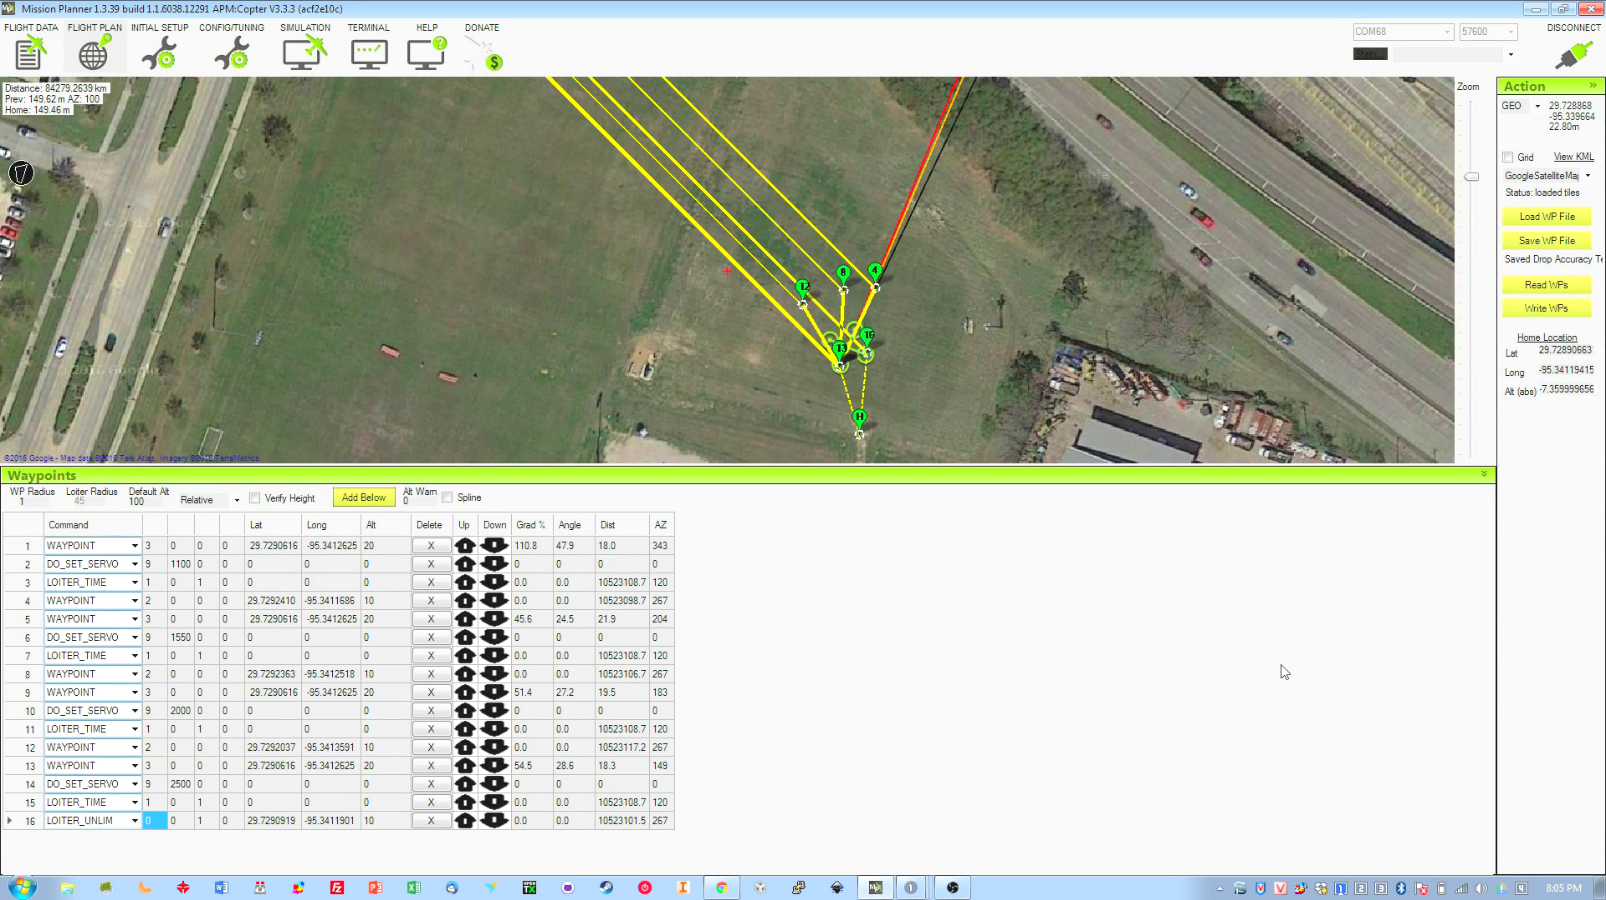 Mission Planner 1.3.39 build 1.1.6038.12291 APM:Copter V3.3.3 (acf2e10c)
FLIGHT DATA FLIGHT PLAN INITIAL SETUP CONFIG/TUNING SIMULATION TERMINAL HELP DONATE
COM68 57600 DISCONNECT
Stats...
Distance: 84279.2639 km
Prev: 149.62 m AZ: 100
Home: 149.46 m
8
4
12
16
H
©2016 Google - Map data ©2016 Tele Atlas, Imagery ©2016 TerraMetrics
Zoom
Action »
GEO 29.728868
-95.339664
22.80m
Grid View KML
GoogleSatelliteMap
Status: loaded tiles
Load WP File
Save WP File
Saved Drop Accuracy Te
Read WPs
Write WPs
Home Location
Lat 29.72890663
Long -95.34119415
Alt (abs) -7.359999656
Waypoints
WP Radius Loiter Radius Default Alt Alt Warn
1 45 100 Relative Verify Height Add Below 0 Spline
Command Lat Long Alt Delete Up Down Grad % Angle Dist AZ
1 WAYPOINT 3 0 0 0 29.7290616 -95.3412625 20 X 110.8 47.9 18.0 343
2 DO_SET_SERVO 9 1100 0 0 0 0 0 X 0 0 0 0
3 LOITER_TIME 1 0 1 0 0 0 0 X 0.0 0.0 10523108.7 120
4 WAYPOINT 2 0 0 0 29.7292410 -95.3411686 10 X 0.0 0.0 10523098.7 267
5 WAYPOINT 3 0 0 0 29.7290616 -95.3412625 20 X 45.6 24.5 21.9 204
6 DO_SET_SERVO 9 1550 0 0 0 0 0 X 0 0 0 0
7 LOITER_TIME 1 0 1 0 0 0 0 X 0.0 0.0 10523108.7 120
8 WAYPOINT 2 0 0 0 29.7292363 -95.3412518 10 X 0.0 0.0 10523106.7 267
9 WAYPOINT 3 0 0 0 29.7290616 -95.3412625 20 X 51.4 27.2 19.5 183
10 DO_SET_SERVO 9 2000 0 0 0 0 0 X 0 0 0 0
11 LOITER_TIME 1 0 1 0 0 0 0 X 0.0 0.0 10523108.7 120
12 WAYPOINT 2 0 0 0 29.7292037 -95.3413591 10 X 0.0 0.0 10523117.2 267
13 WAYPOINT 3 0 0 0 29.7290616 -95.3412625 20 X 54.5 28.6 18.3 149
14 DO_SET_SERVO 9 2500 0 0 0 0 0 X 0 0 0 0
15 LOITER_TIME 1 0 1 0 0 0 0 X 0.0 0.0 10523108.7 120
16 LOITER_UNLIM 0 0 1 0 29.7290919 -95.3411901 10 X 0.0 0.0 10523101.5 267
8:05 PM